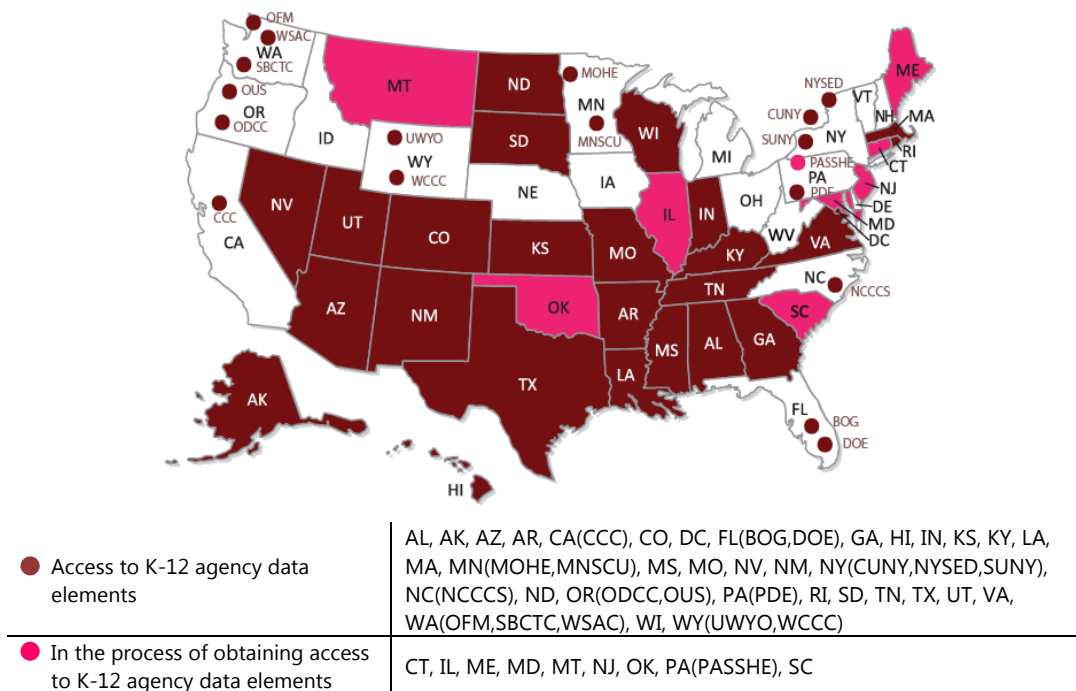 OFM
WSAC
WA
SBCTC
OUS
OR
ODCC
ID
MT
ND
MOHE
MN
MNSCU
SD
WI
UWYO
WY
WCCC
MI
NYSED
CUNY
SUNY
NY
VT
ME
NH
MA
RI
CT
PASSHE
PA
PDE
NJ
DE
MD
DC
CCC
CA
NV
UT
CO
NE
IA
KS
MO
IL
IN
OH
WV
KY
VA
NC
NCCCS
TN
SC
AZ
NM
OK
AR
TX
LA
MS
AL
GA
FL
BOG
DOE
AK
HI
Access to K-12 agency data
elements
AL, AK, AZ, AR, CA(CCC), CO, DC, FL(BOG,DOE), GA, HI, IN, KS, KY, LA,
MA, MN(MOHE,MNSCU), MS, MO, NV, NM, NY(CUNY,NYSED,SUNY),
NC(NCCCS), ND, OR(ODCC,OUS), PA(PDE), RI, SD, TN, TX, UT, VA,
WA(OFM,SBCTC,WSAC), WI, WY(UWYO,WCCC)
In the process of obtaining access
to K-12 agency data elements
CT, IL, ME, MD, MT, NJ, OK, PA(PASSHE), SC